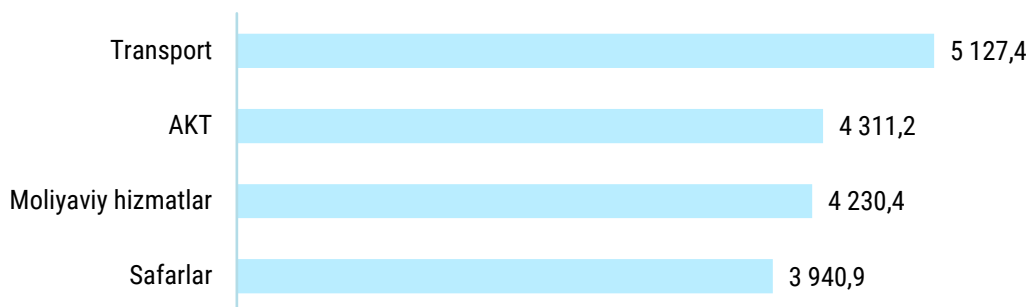 Transport 5 127,4
AKT 4 311,2
Moliyaviy hizmatlar 4 230,4
Safarlar 3 940,9